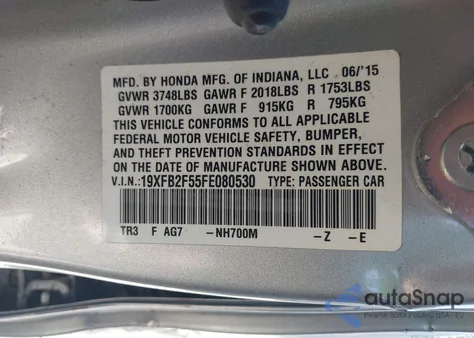 MFD. BY HONDA MFG. OF INDIANA, LLC 06/'15
GVWR 3748LBS GAWR F 2018LBS R 1753LBS
GVWR 1700KG GAWR F 915KG R 795KG
THIS VEHICLE CONFORMS TO ALL APPLICABLE
FEDERAL MOTOR VEHICLE SAFETY, BUMPER,
AND THEFT PREVENTION STANDARDS IN EFFECT
ON THE DATE OF MANUFACTURE SHOWN ABOVE.
V.I.N.: 19XFB2F55FE080530 TYPE: PASSENGER CAR
TR3 F AG7 -NH700M -Z -E
autoSnap